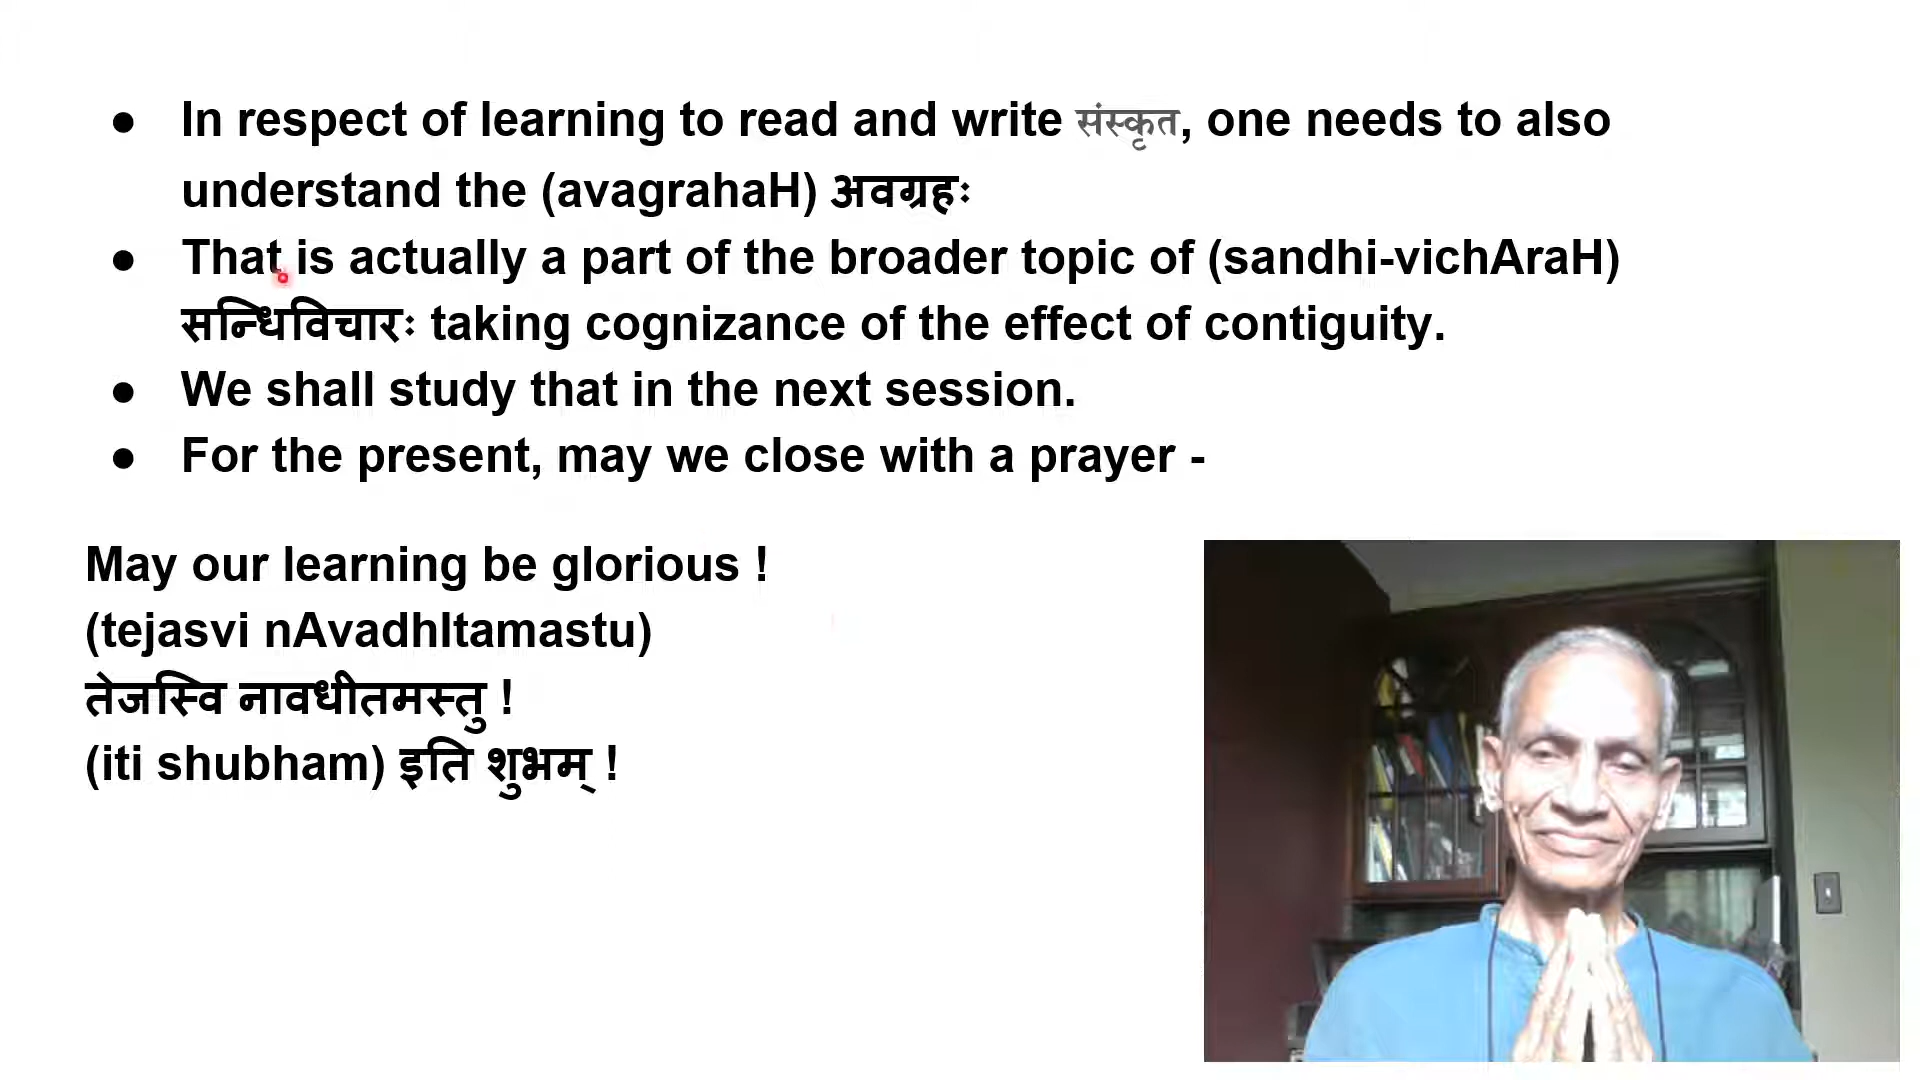 ● In respect of learning to read and write संस्कृत, one needs to also
understand the (avagrahaH) अवग्रहः
● That is actually a part of the broader topic of (sandhi-vichAraH)
सन्धिविचारः taking cognizance of the effect of contiguity.
● We shall study that in the next session.
● For the present, may we close with a prayer -
May our learning be glorious !
(tejasvi nAvadhItamastu)
तेजस्वि नावधीतमस्तु !
(iti shubham) इति शुभम् !